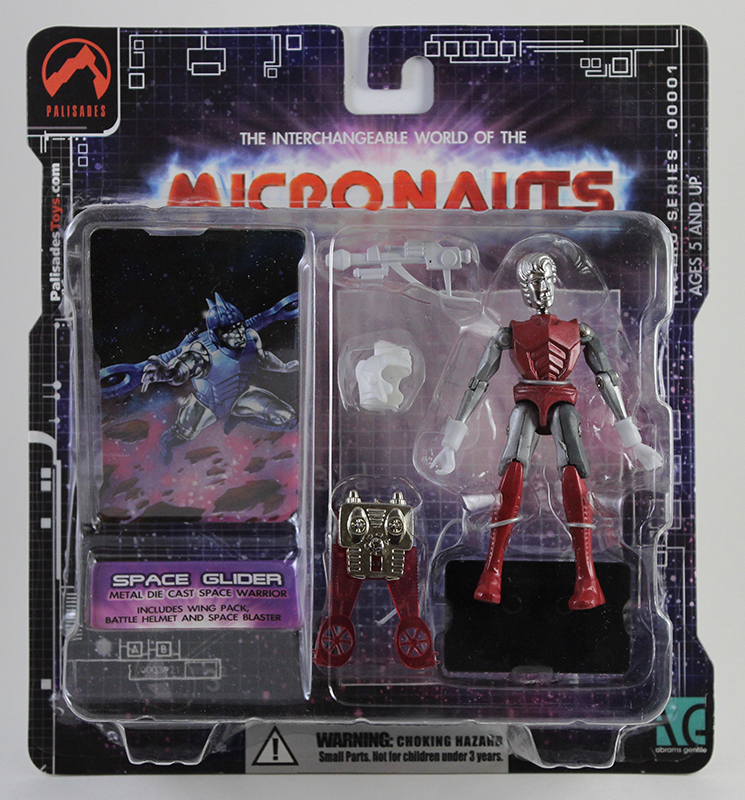 PALISADES
PalisadesToys.com
THE INTERCHANGEABLE WORLD OF THE
MICRONAUTS
SERIES .00001
AGES 5 AND UP
SPACE GLIDER
METAL DIE CAST SPACE WARRIOR
INCLUDES WING PACK,
BATTLE HELMET AND SPACE BLASTER
A B
WARNING: CHOKING HAZARD
Small Parts. Not for children under 3 years.
abrams gentile